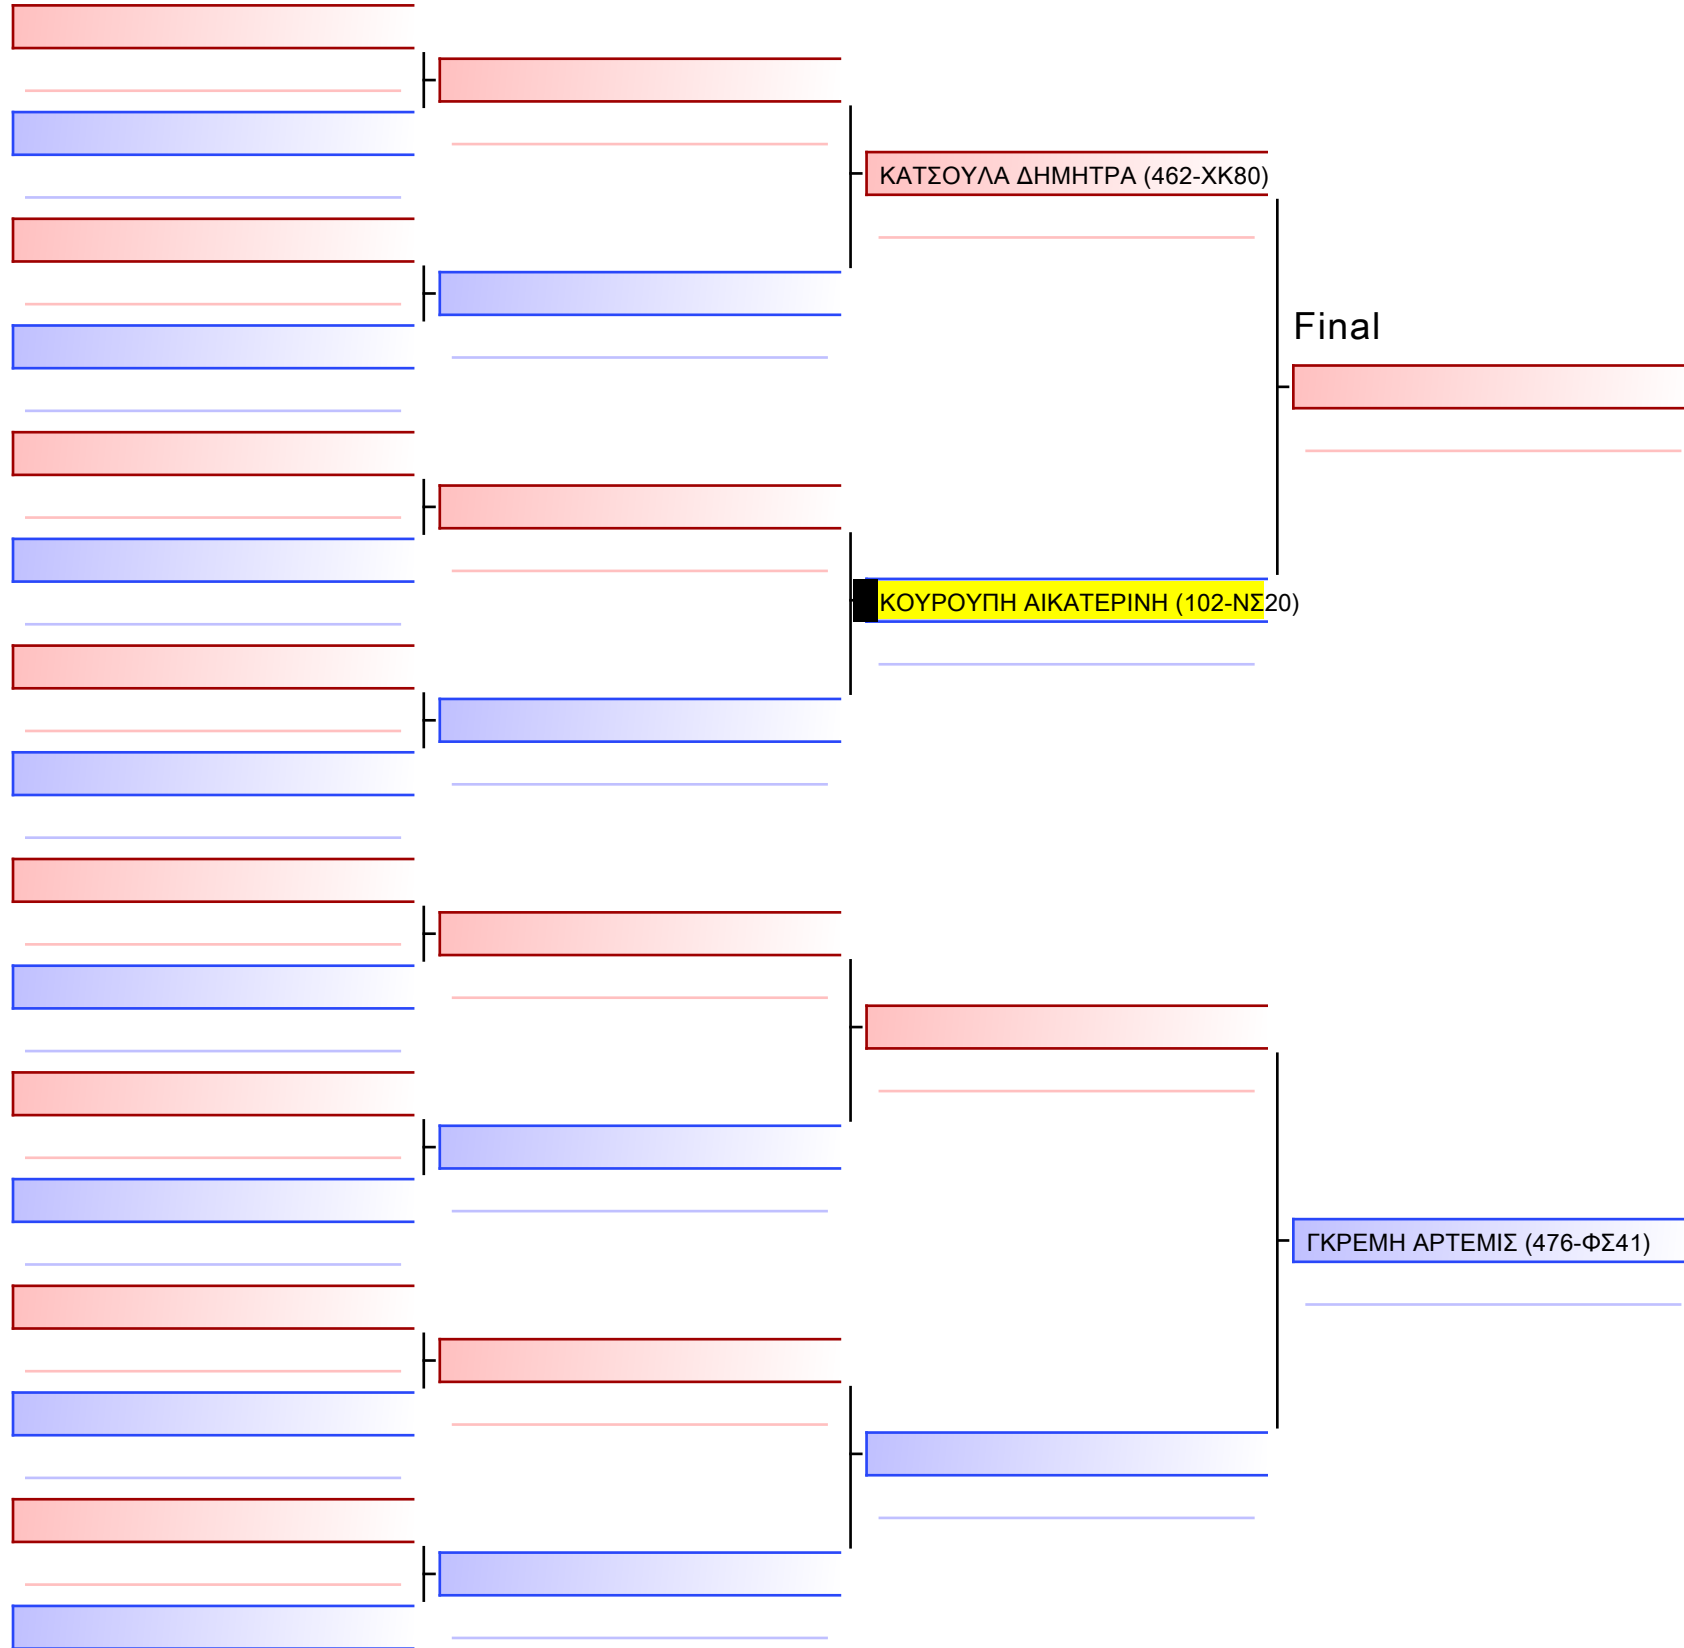 ΚΑΤΣΟΥΛΑ ΔΗΜΗΤΡΑ (462-ΧΚ80)
Final
ΚΟΥΡΟΥΠΗ ΑΙΚΑΤΕΡΙΝΗ (102-ΝΣ20)
ΓΚΡΕΜΗ ΑΡΤΕΜΙΣ (476-ΦΣ41)